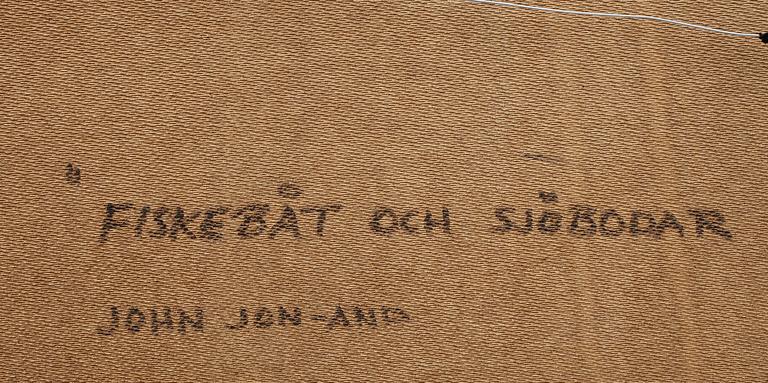 FISKEBÅT OCH SJÖBODAR
JOHN JON-AND